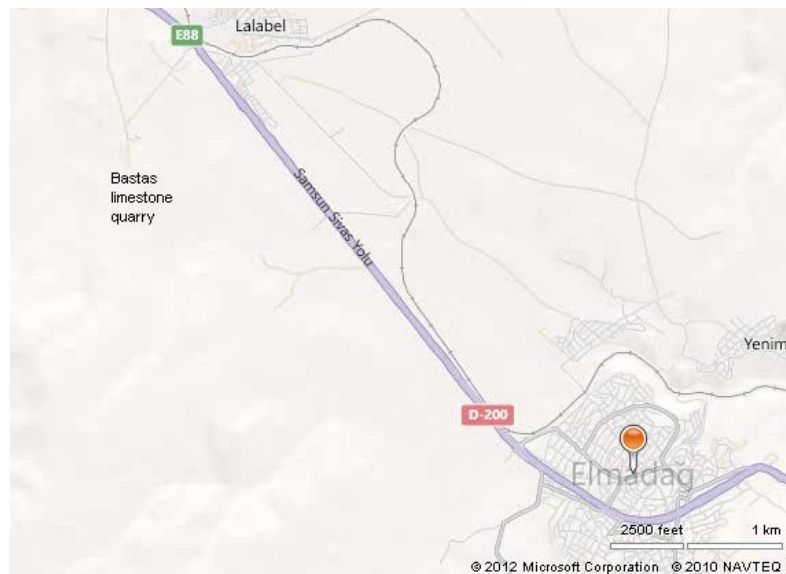 Lalabel
E88
Bastas
limestone
quarry
Samsun Sivas Yolu
Yenim
D-200
Elmadag
2500 feet 1 km
© 2012 Microsoft Corporation © 2010 NAVTEQ